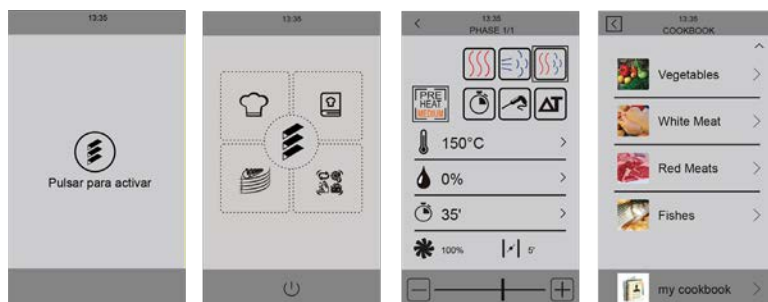 13:35
Pulsar para activar
13:35
13:35
PHASE 1/1
PRE
HEAT
MEDIUM
ΔT
150°C
0%
35'
100%
5'
13:35
COOKBOOK
Vegetables
White Meat
Red Meats
Fishes
my cookbook